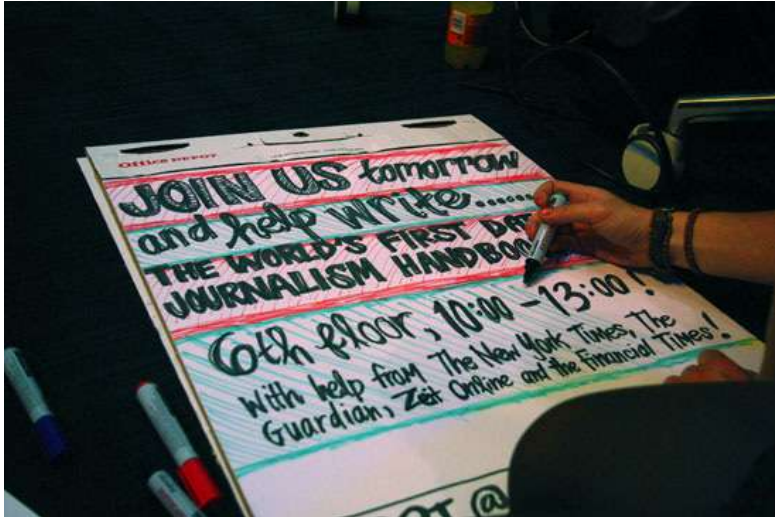 Office DEPOT
JOIN US tomorrow
and help write.......
THE WORLD'S FIRST
JOURNALISM
6th floor, 10:00 - 13:00!
With help from The New York Times, The
Guardian, Zeit Online and the Financial Times!
@